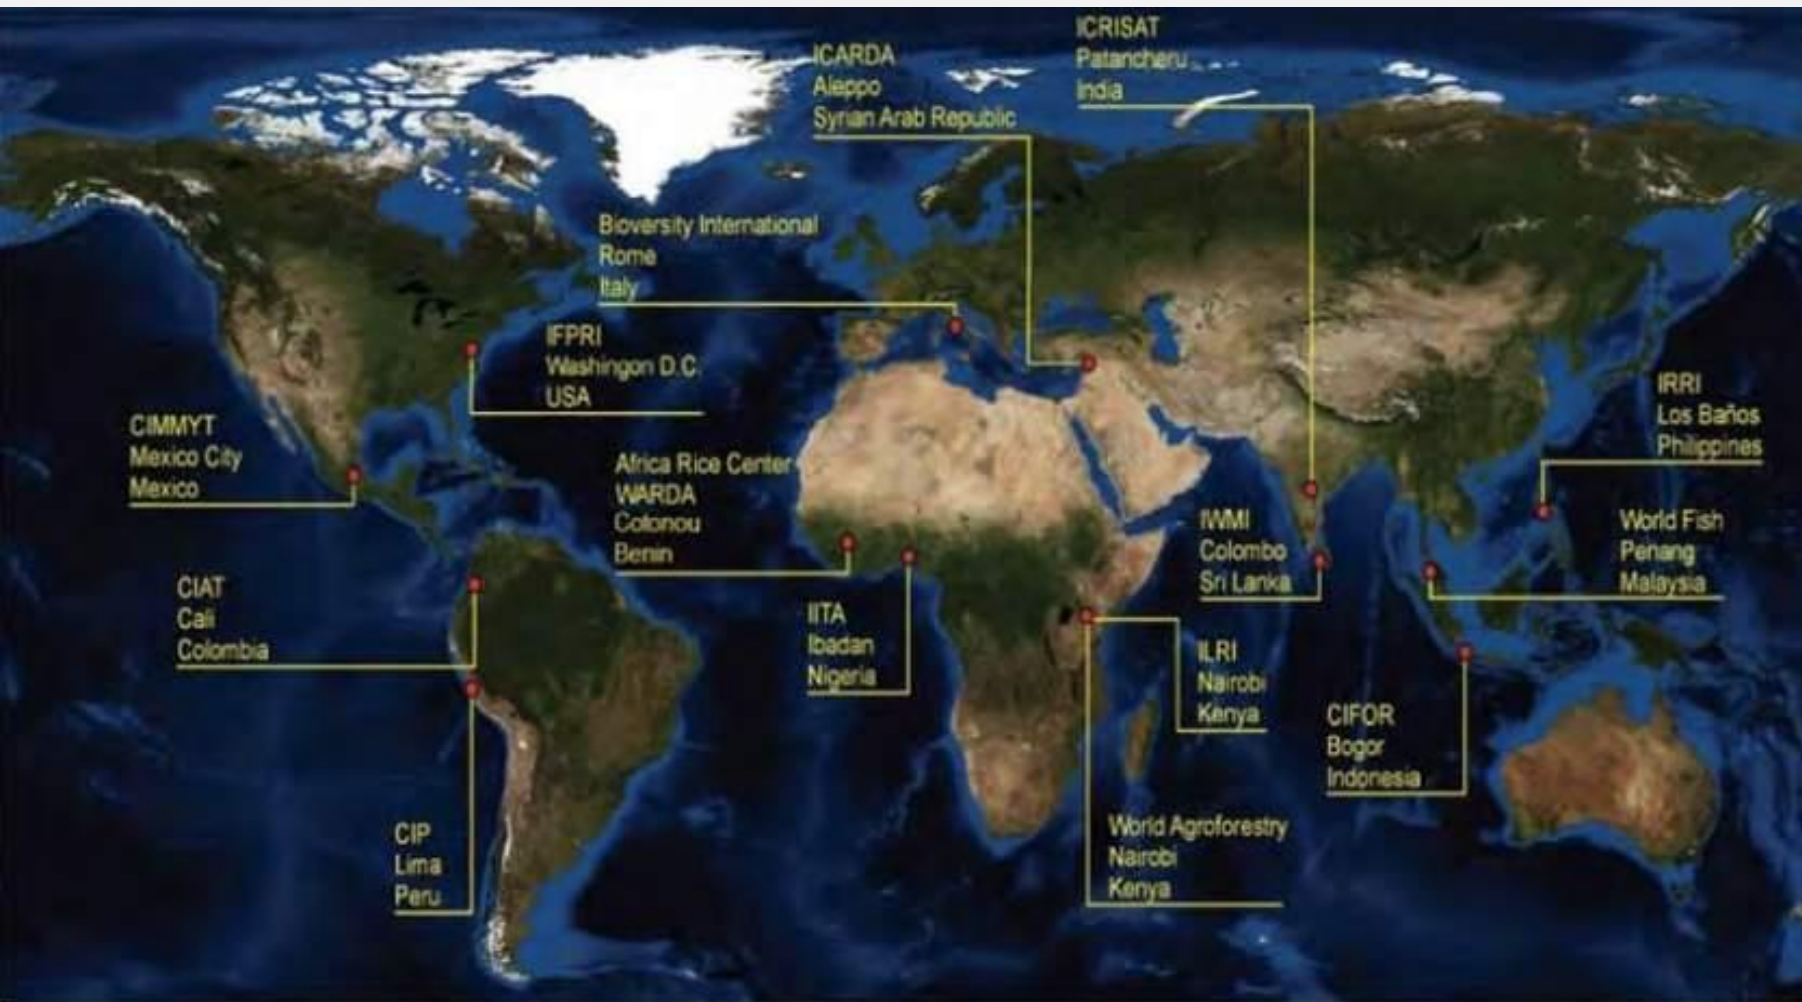 ICRISAT
Patancheru
India
ICARDA
Aleppo
Syrian Arab Republic
Bioversity International
Rome
Italy
IFPRI
Washingon D.C.
USA
IRRI
Los Baños
Philippines
CIMMYT
Mexico City
Mexico
Africa Rice Center
WARDA
Cotonou
Benin
IWMI
Colombo
Sri Lanka
World Fish
Penang
Malaysia
CIAT
Cali
Colombia
IITA
Ibadan
Nigeria
ILRI
Nairobi
Kenya
CIFOR
Bogor
Indonesia
CIP
Lima
Peru
World Agroforestry
Nairobi
Kenya